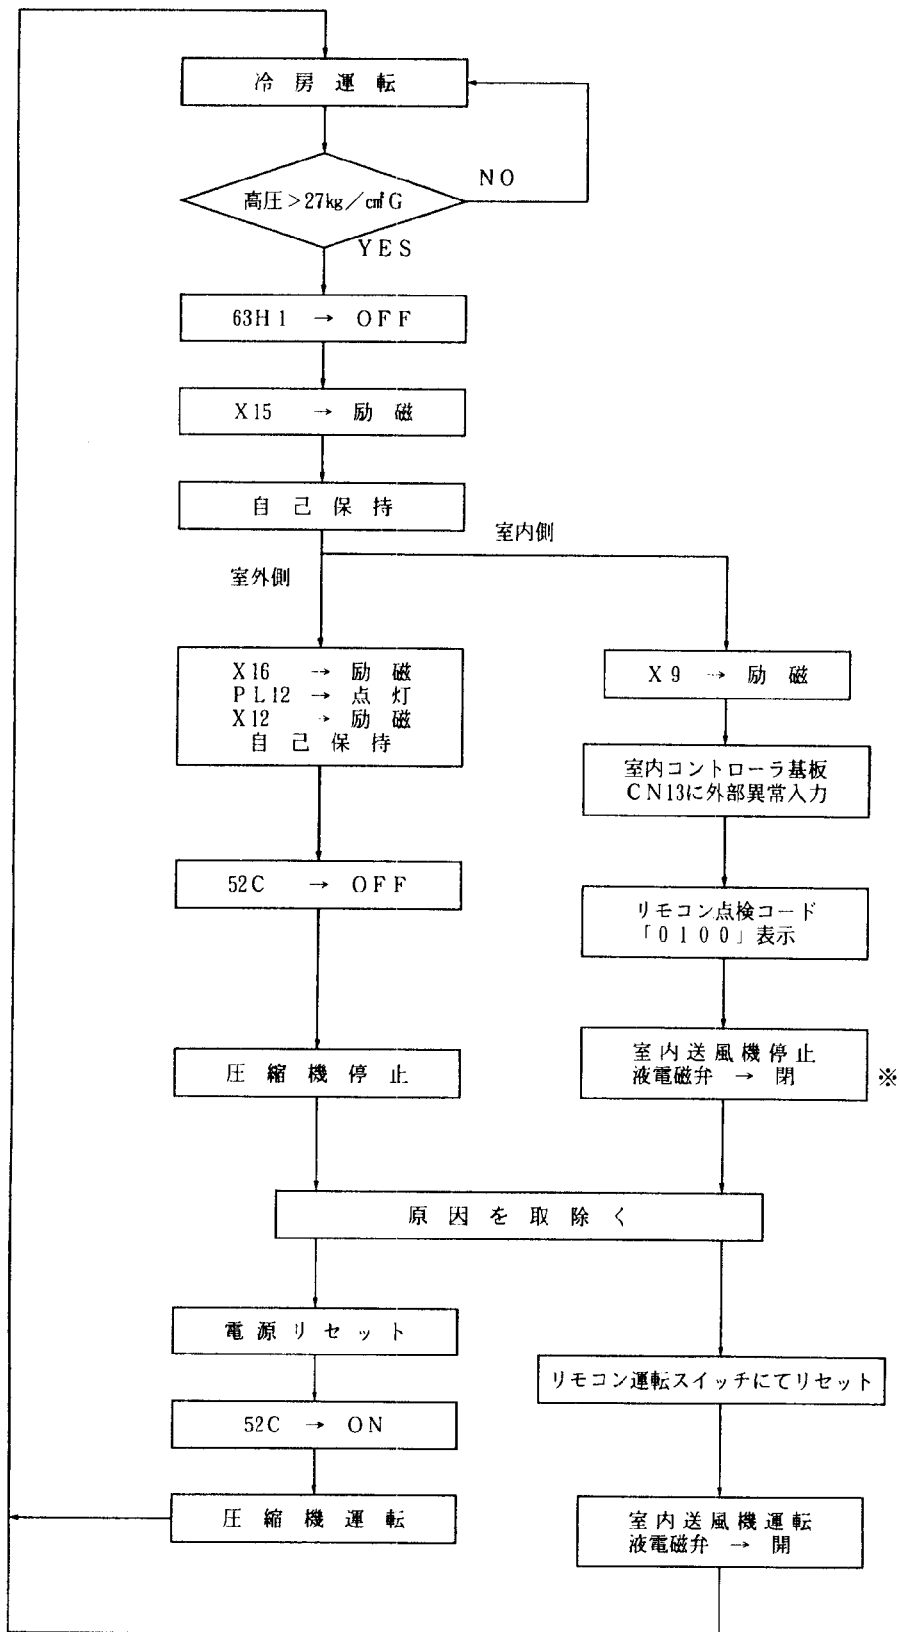 冷房運転
高圧>27kg/cm²G
NO
YES
63H1 → OFF
X15 → 励磁
自己保持
室内側
室外側
X16 → 励磁
PL12 → 点灯
X12 → 励磁
自己保持
X9 → 励磁
室内コントローラ基板
CN13に外部異常入力
52C → OFF
リモコン点検コード
「0100」表示
圧縮機停止
室内送風機停止
液電磁弁 → 閉
※
原因を取除く
電源リセット
リモコン運転スイッチにてリセット
52C → ON
圧縮機運転
室内送風機運転
液電磁弁 → 開